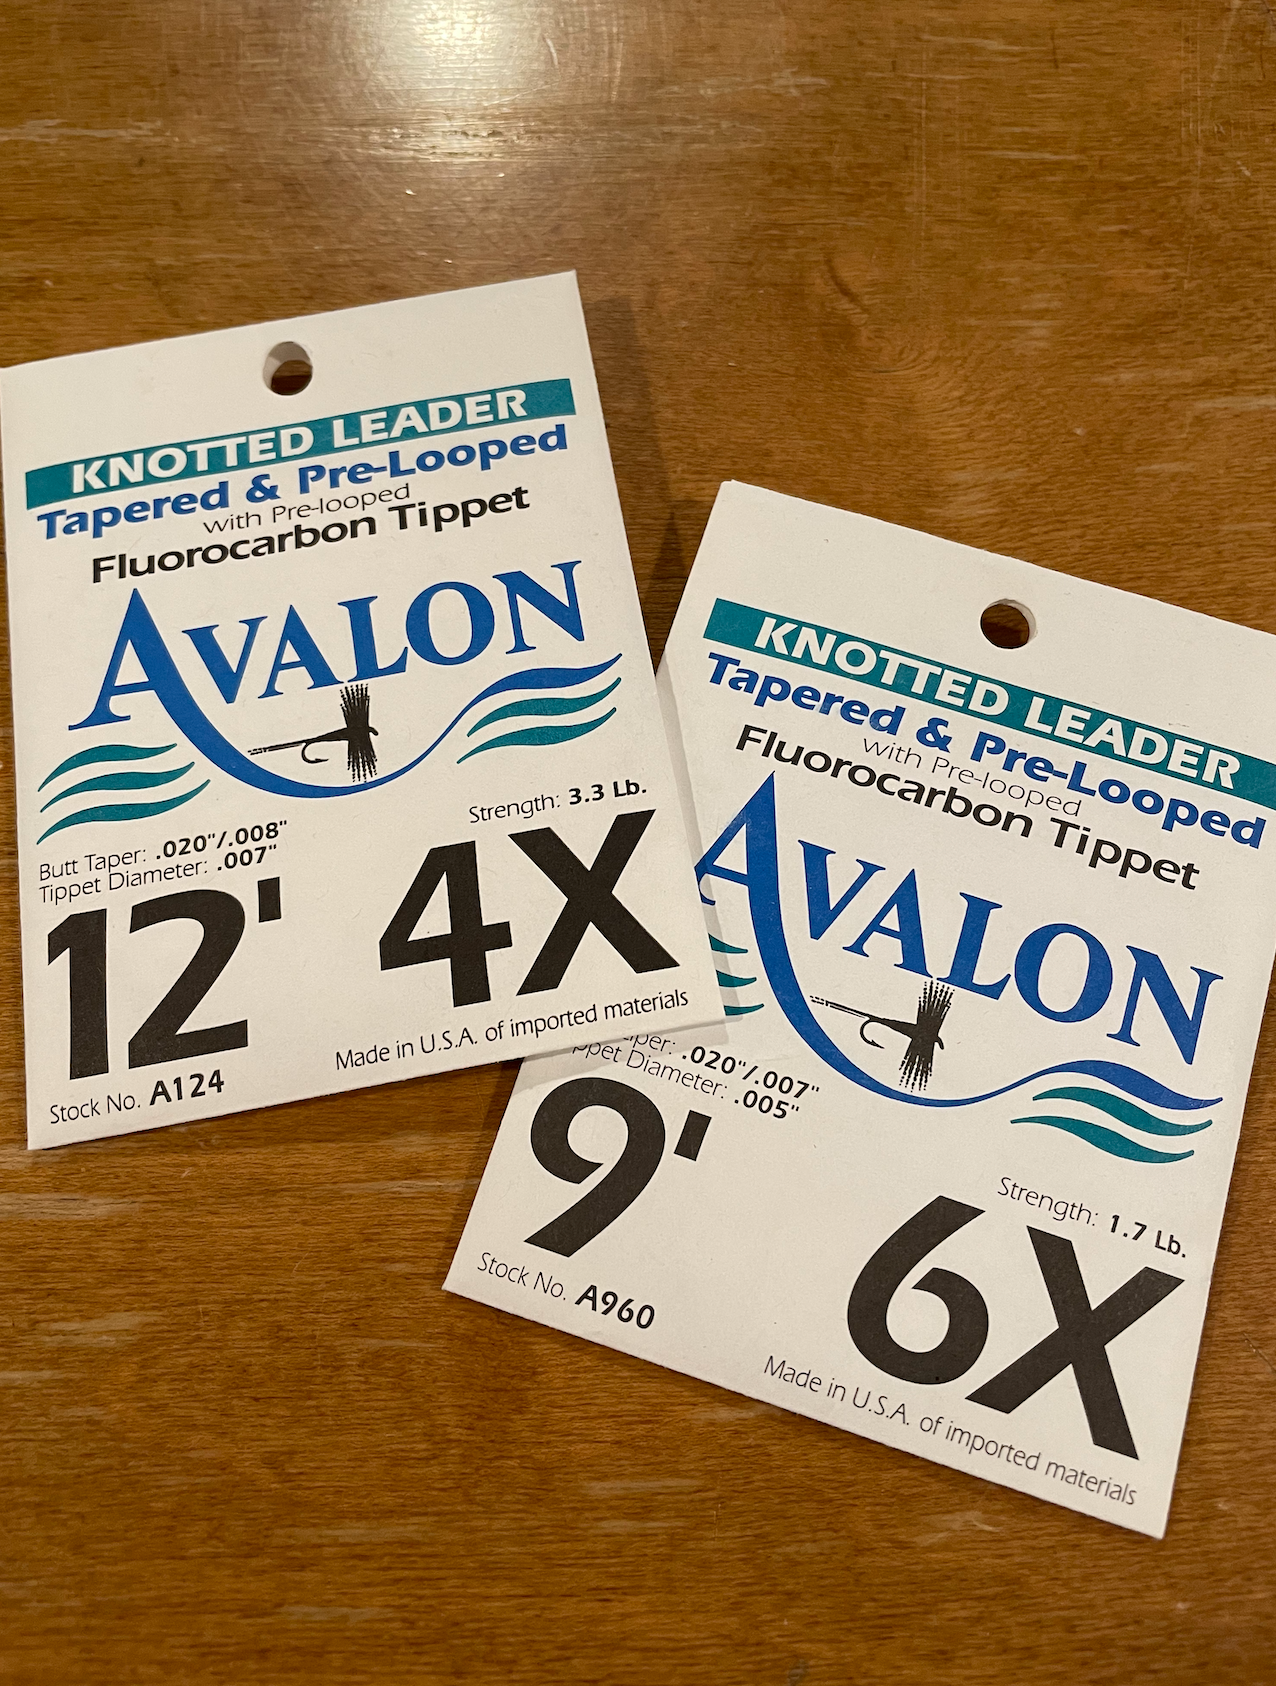 KNOTTED LEADER
Tapered & Pre-Looped
with Pre-looped
Fluorocarbon Tippet
AVALON
Strength: 3.3 Lb.
Butt Taper: .020"/.008"
Tippet Diameter: .007"
12' 4X
Made in U.S.A. of imported materials
Stock No. A124
KNOTTED LEADER
Tapered & Pre-Looped
with Pre-looped
Fluorocarbon Tippet
AVALON
per: .020"/.007"
ppet Diameter: .005"
9'
Strength: 1.7 Lb.
6X
Stock No. A960
Made in U.S.A. of imported materials